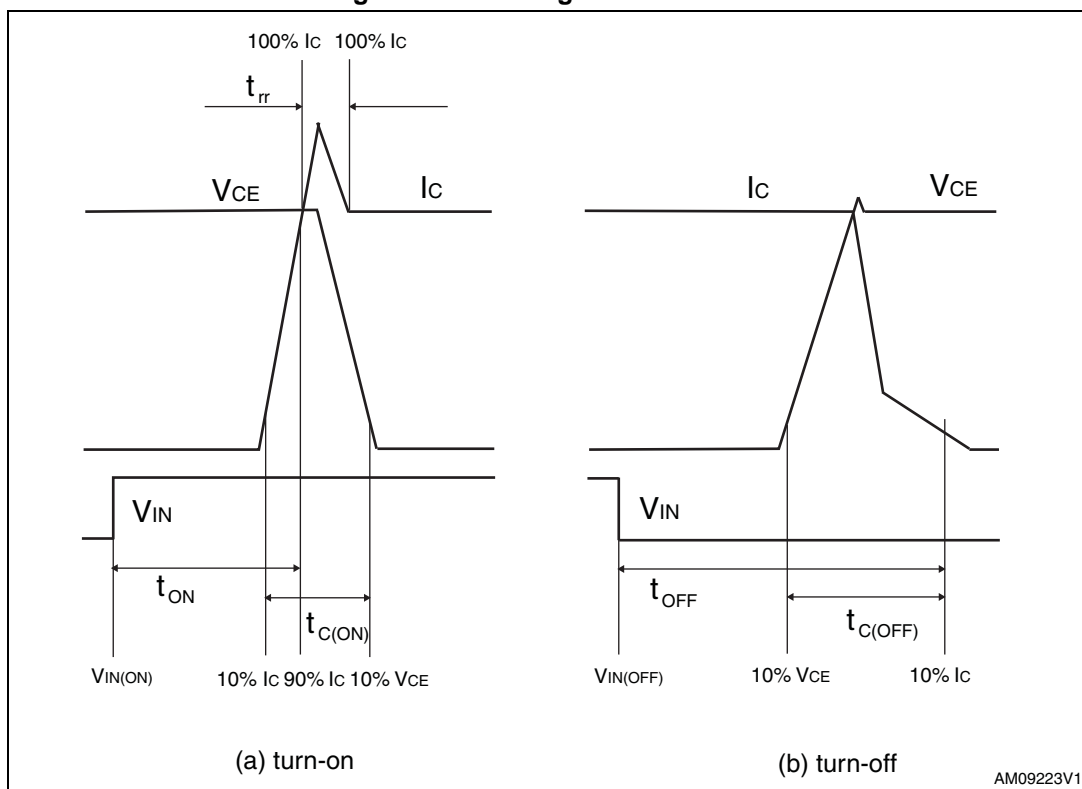 100% IC 100% IC
trr
VCE
IC
VIN
tON
tC(ON)
VIN(ON)
10% IC 90% IC 10% VCE
(a) turn-on
IC
VCE
VIN
tOFF
tC(OFF)
VIN(OFF)
10% VCE
10% IC
(b) turn-off
AM09223V1